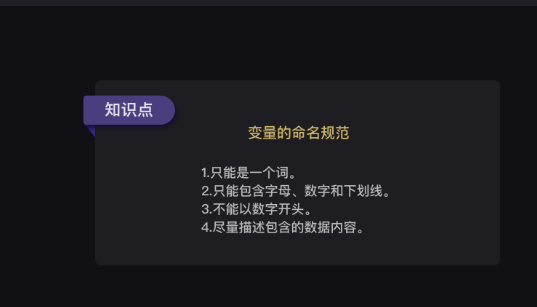 知识点
变量的命名规范
1.只能是一个词。
2.只能包含字母、数字和下划线。
3.不能以数字开头。
4.尽量描述包含的数据内容。